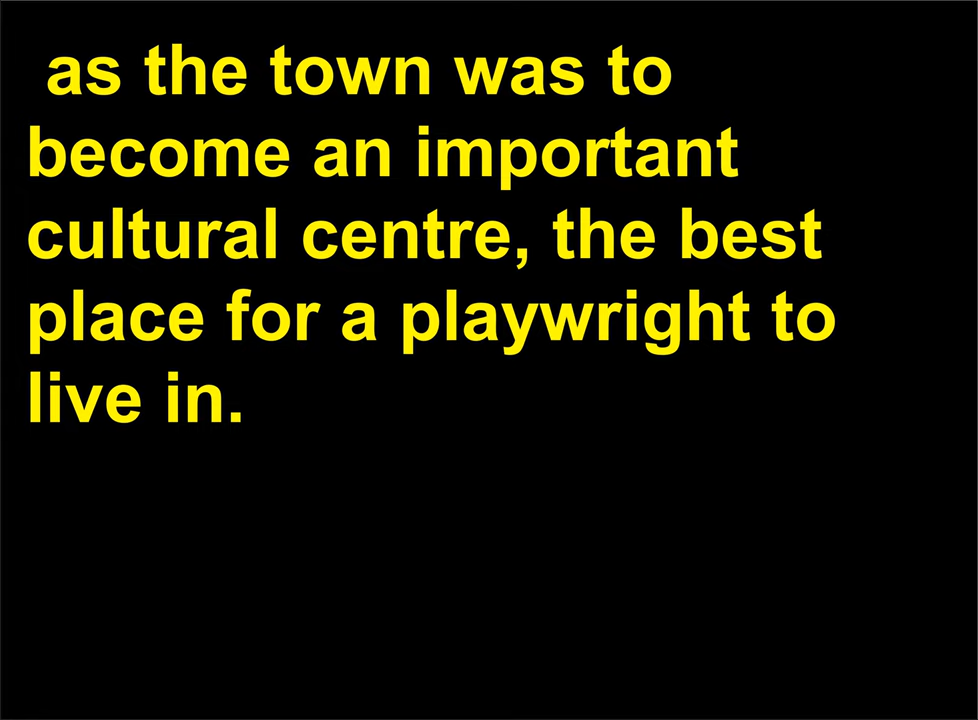 as the town was to
become an important
cultural centre, the best
place for a playwright to
live in.